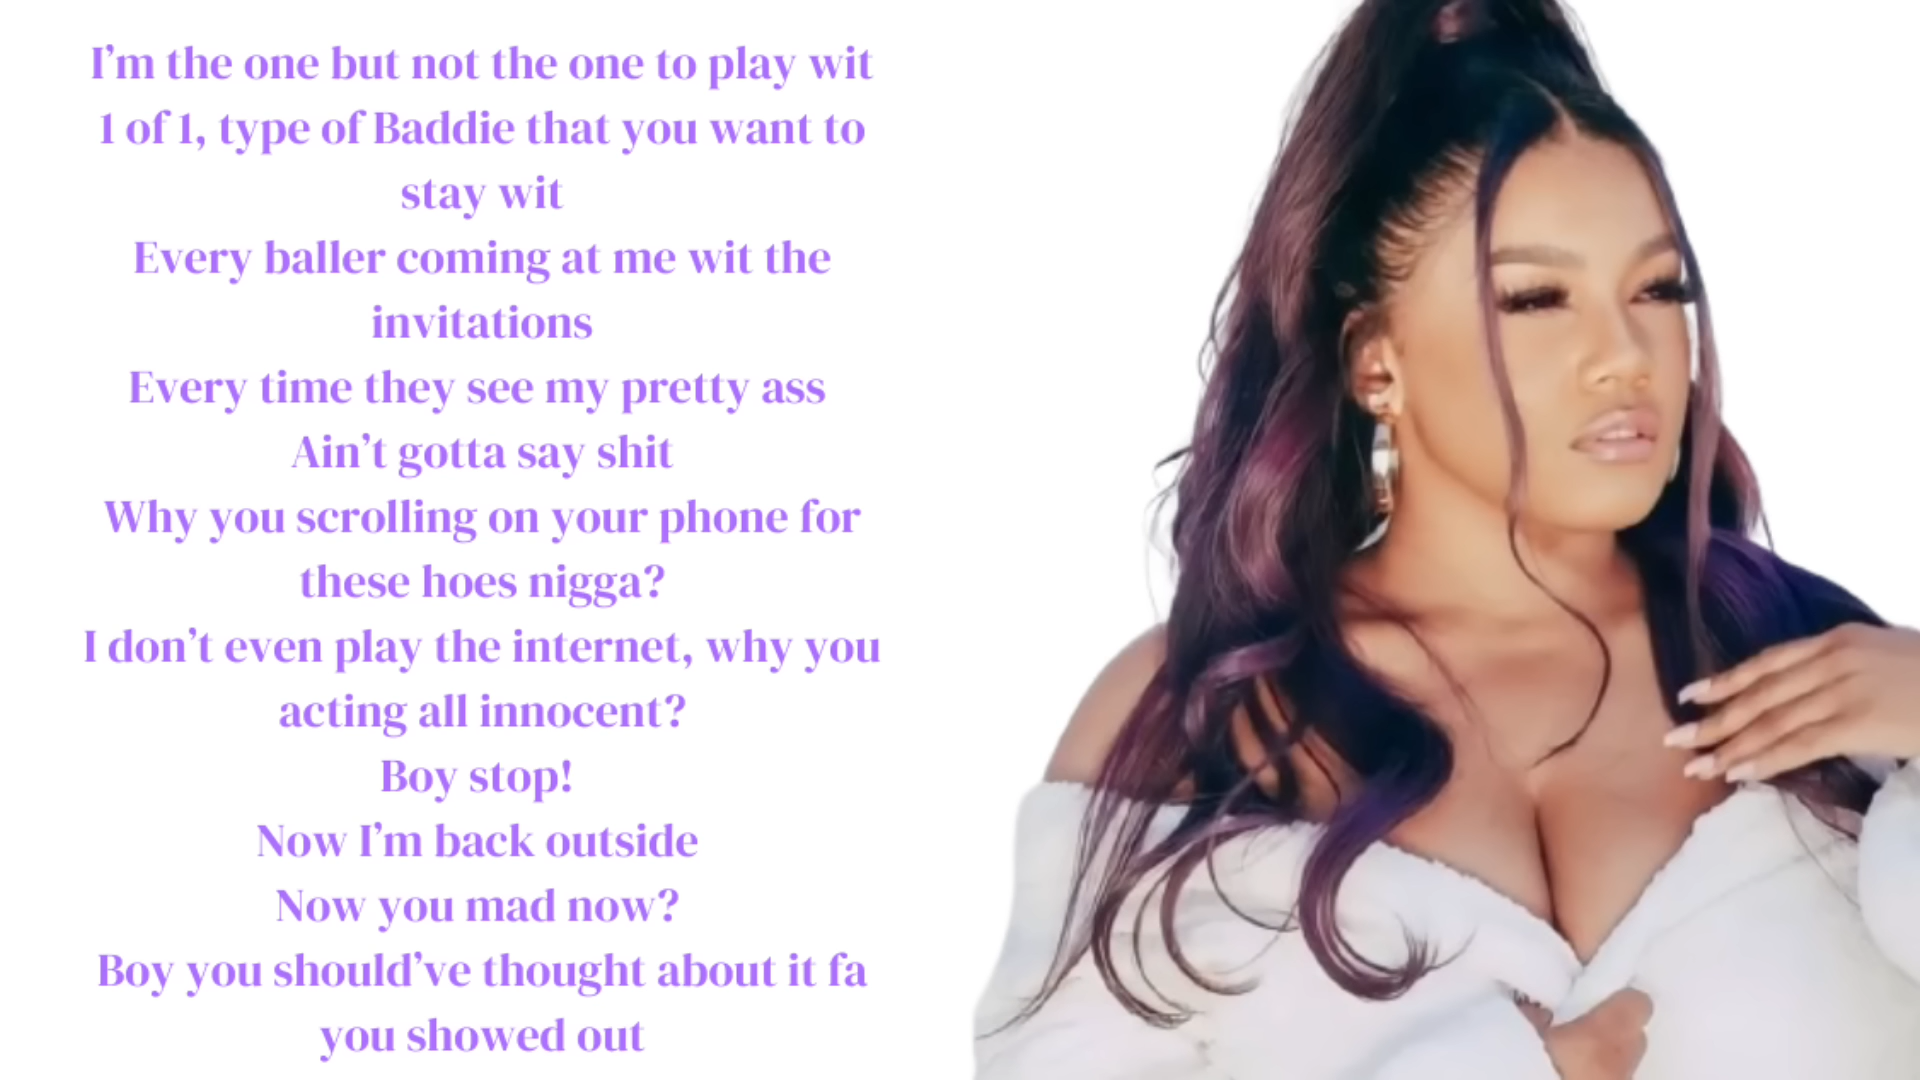 I’m the one but not the one to play wit
1 of 1, type of Baddie that you want to
stay wit
Every baller coming at me wit the
invitations
Every time they see my pretty ass
Ain’t gotta say shit
Why you scrolling on your phone for
these hoes nigga?
I don’t even play the internet, why you
acting all innocent?
Boy stop!
Now I’m back outside
Now you mad now?
Boy you should’ve thought about it fa
you showed out